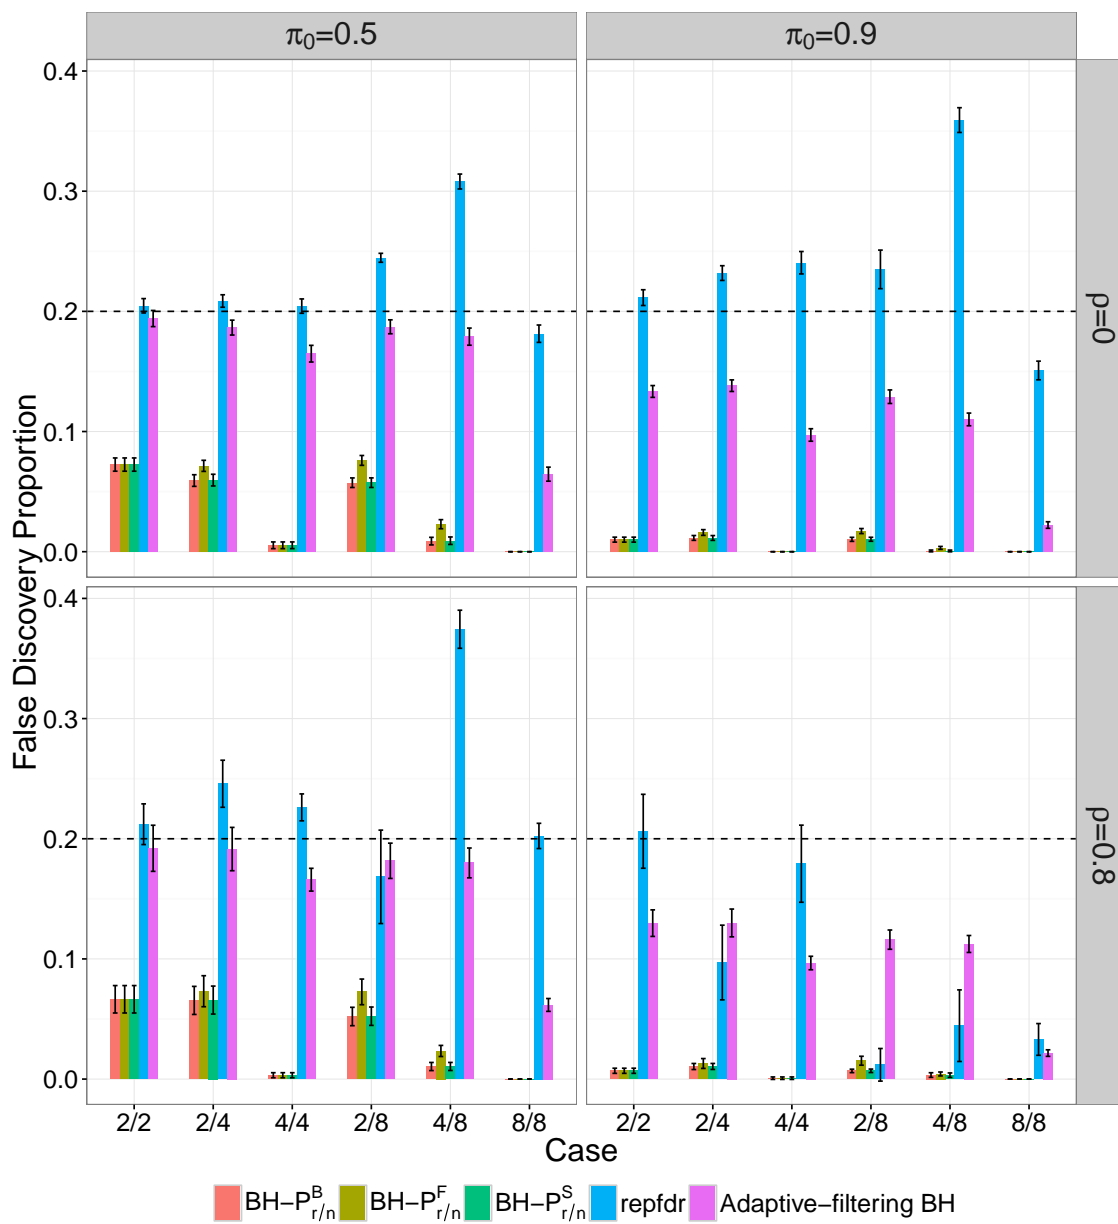 π₀=0.5 π₀=0.9
0.4
0.3
0.2
0.1
0.0
ρ=0
0.4
0.3
0.2
0.1
0.0
ρ=0.8
False Discovery Proportion
2/2 2/4 4/4 2/8 4/8 8/8 2/2 2/4 4/4 2/8 4/8 8/8
Case
BH−P^B_r/n BH−P^F_r/n BH−P^S_r/n repfdr Adaptive−filtering BH